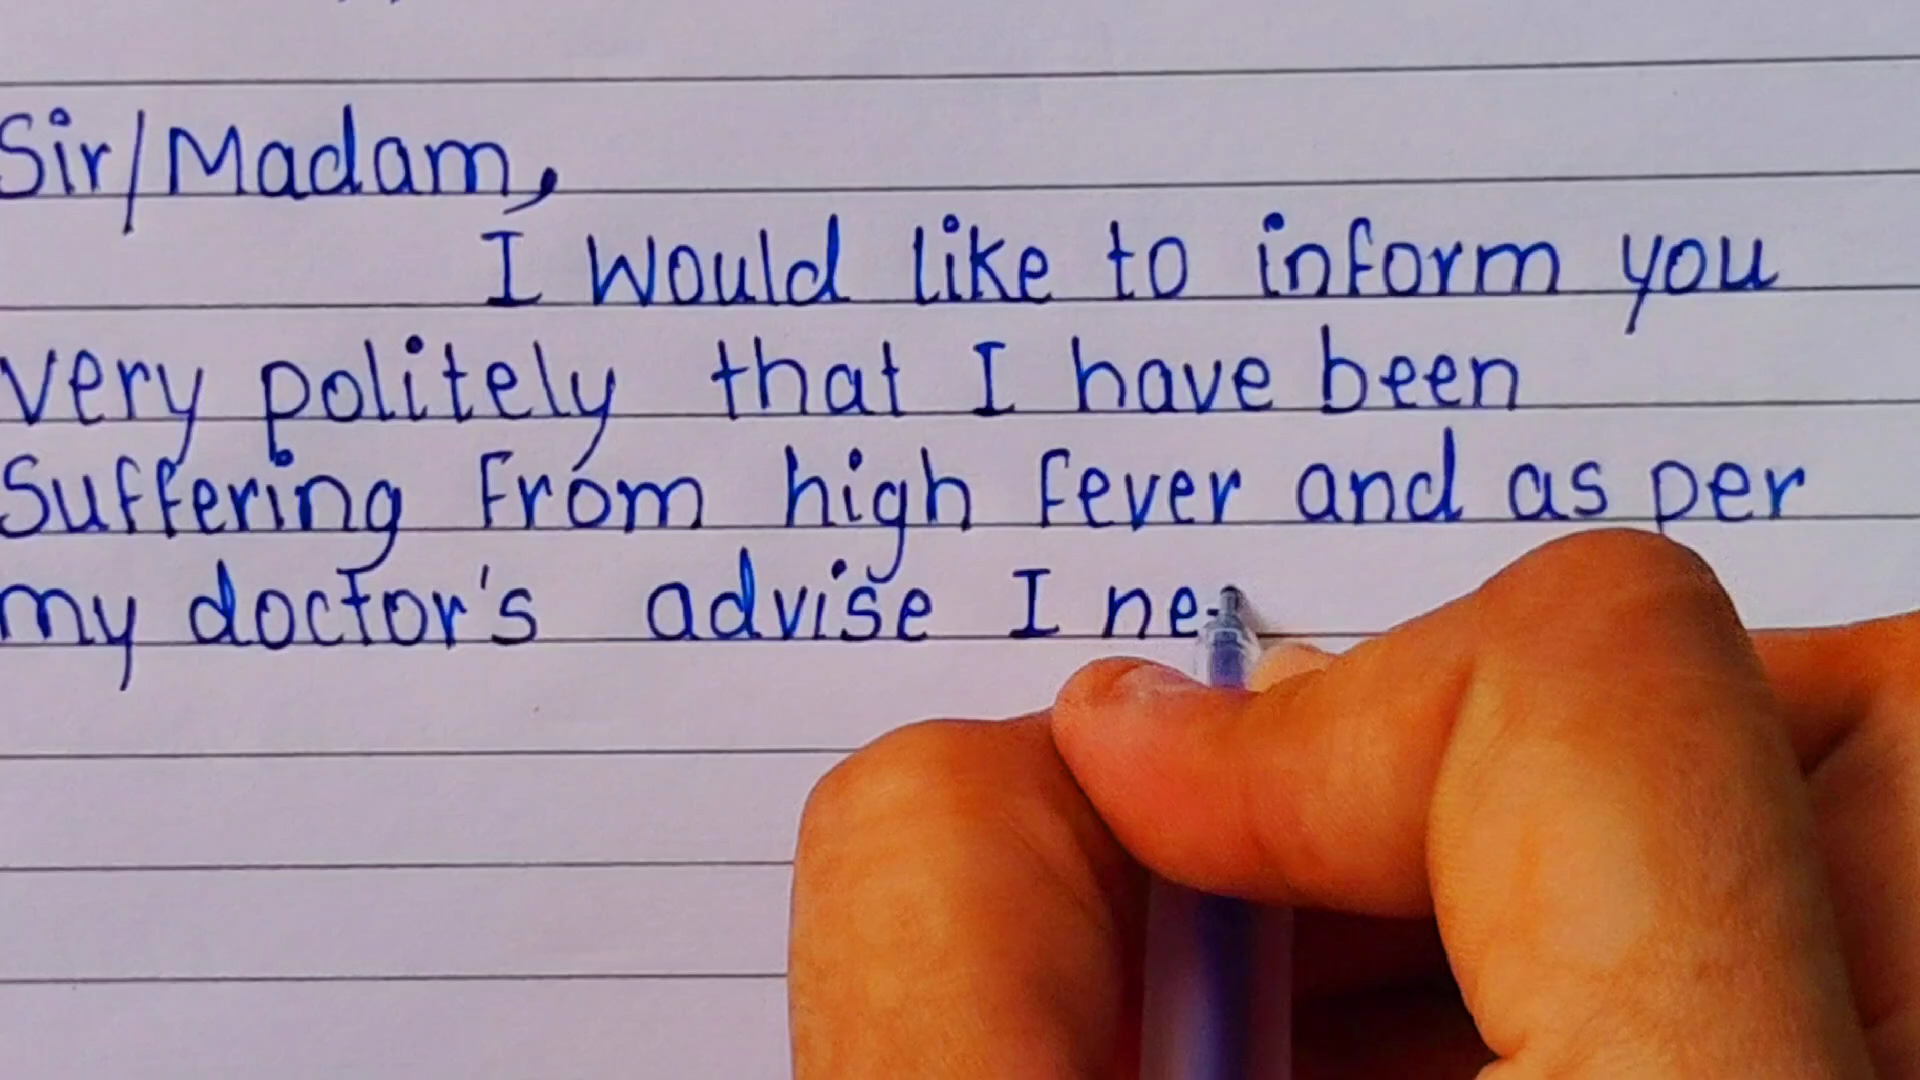 Sir/Madam,
I would like to inform you
very politely that I have been
Suffering From high fever and as per
my doctor's advise I ne